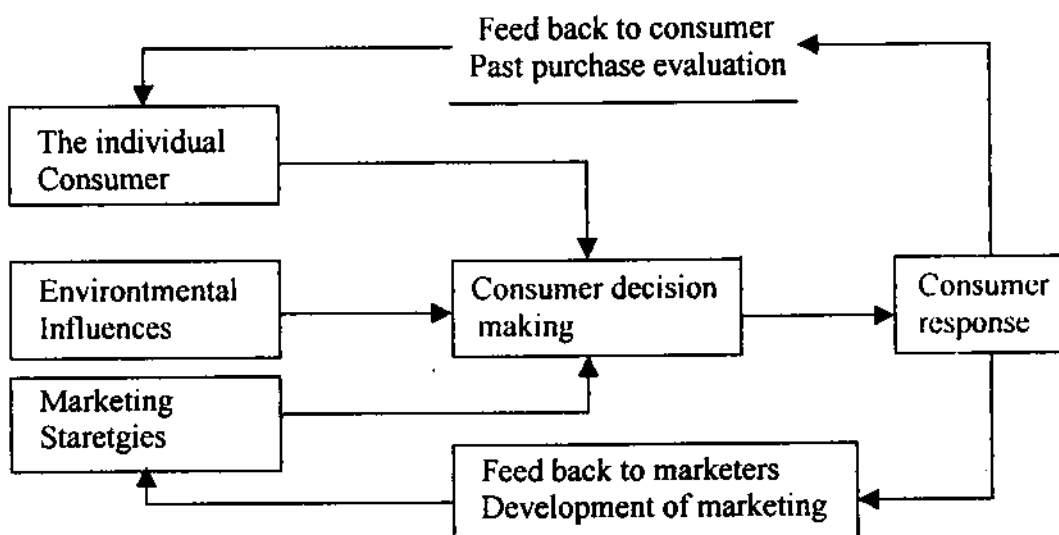 Feed back to consumer
Past purchase evaluation
The individual
Consumer
Environtmental
Influences
Consumer decision
making
Consumer
response
Marketing
Staretgies
Feed back to marketers
Development of marketing